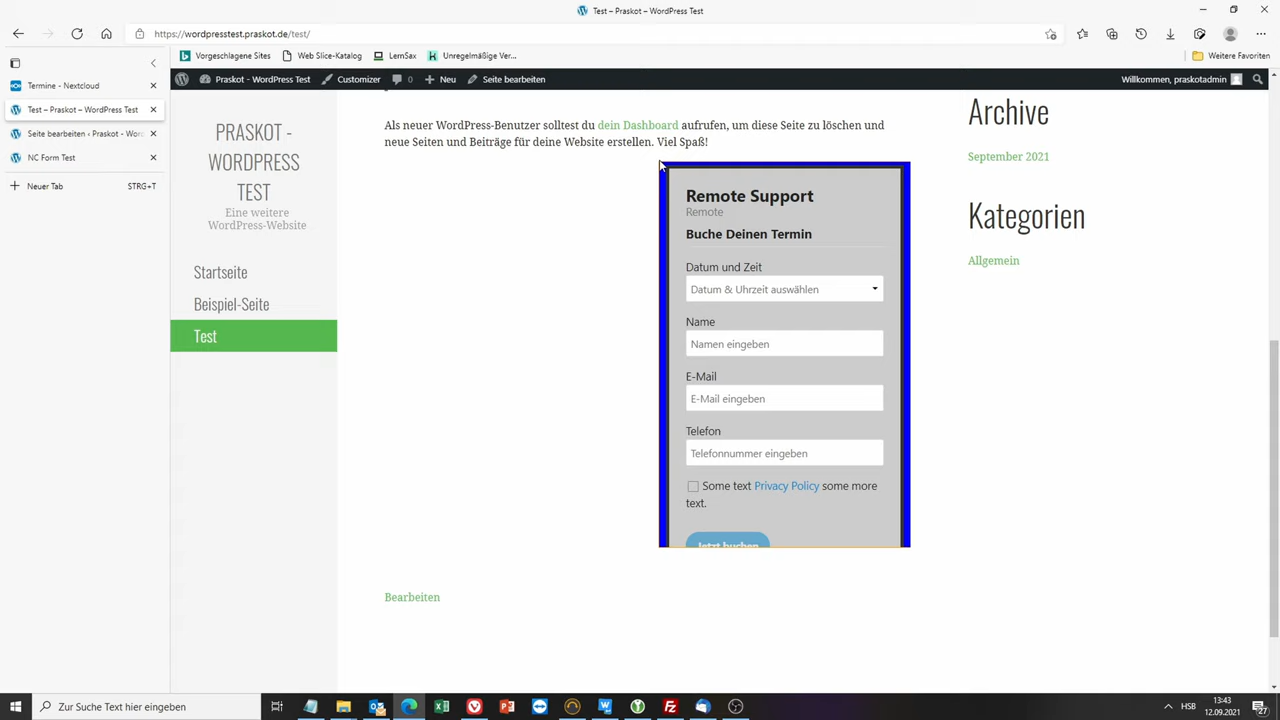 Test – Praskot – WordPress Test
https://wordpresstest.praskot.de/test/
Vorgeschlagene Sites
Web Slice-Katalog
LernSax
Unregelmäßige Ver...
Weitere Favoriten
Termine - Nextcloud
Test – Praskot – WordPress Test
Seite bearbeiten ‹ Praskot - Wor
NC Form Test
Neuer Tab
STRG+T
Praskot - WordPress Test
Customizer
0
Neu
Seite bearbeiten
Willkommen, praskotadmin
PRASKOT -
WORDPRESS
TEST
Eine weitere
WordPress-Website
Startseite
Beispiel-Seite
Test
Als neuer WordPress-Benutzer solltest du dein Dashboard aufrufen, um diese Seite zu löschen und
neue Seiten und Beiträge für deine Website erstellen. Viel Spaß!
Remote Support
Remote
Buche Deinen Termin
Datum und Zeit
Datum & Uhrzeit auswählen
Name
Namen eingeben
E-Mail
E-Mail eingeben
Telefon
Telefonnummer eingeben
Some text Privacy Policy some more
text.
Jetzt buchen
Bearbeiten
Archive
September 2021
Kategorien
Allgemein
Zur Suche Text hier eingeben
HSB
13:43
12.09.2021
27